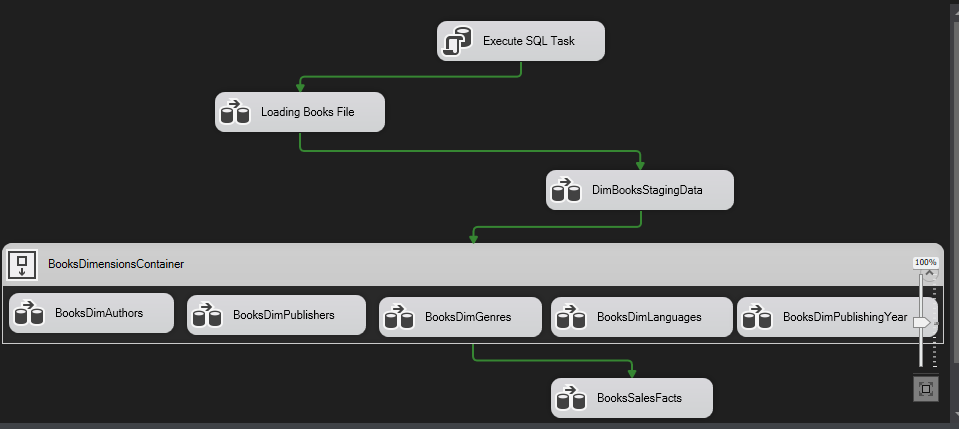 Execute SQL Task
Loading Books File
DimBooksStagingData
BooksDimensionsContainer
100%
BooksDimAuthors
BooksDimPublishers
BooksDimGenres
BooksDimLanguages
BooksDimPublishingYear
BooksSalesFacts